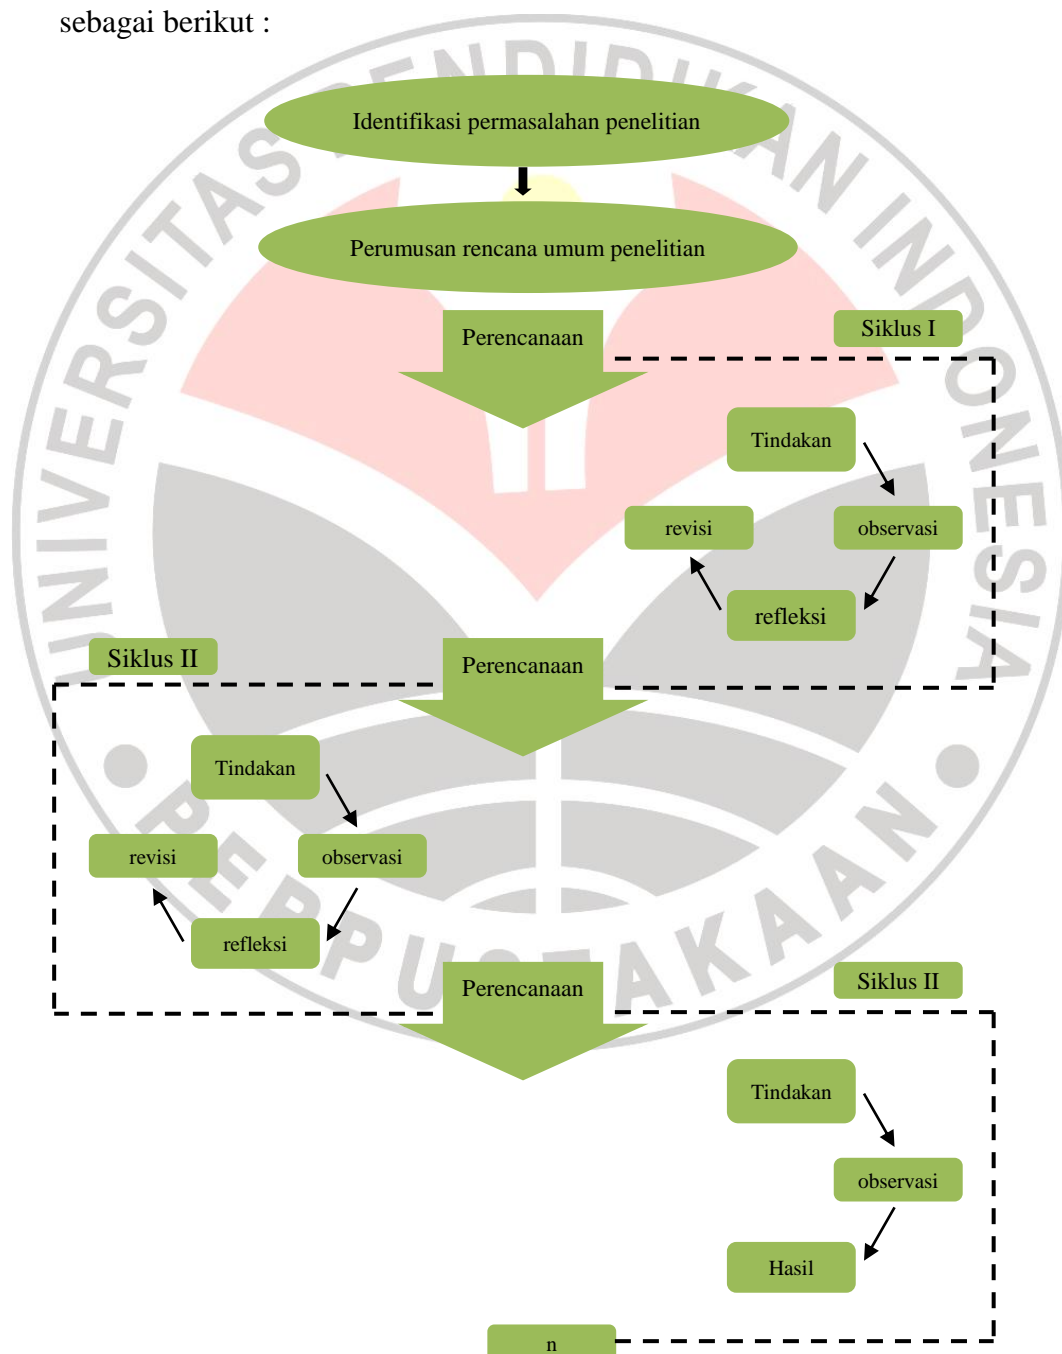 sebagai berikut :
UNIVERSITAS PENDIDIKAN INDONESIA
Identifikasi permasalahan penelitian
Perumusan rencana umum penelitian
Perencanaan
Siklus I
Tindakan
revisi
observasi
refleksi
Siklus II
Perencanaan
Tindakan
revisi
observasi
refleksi
PERPUSTAKAAN
Perencanaan
Siklus II
Tindakan
observasi
Hasil
n